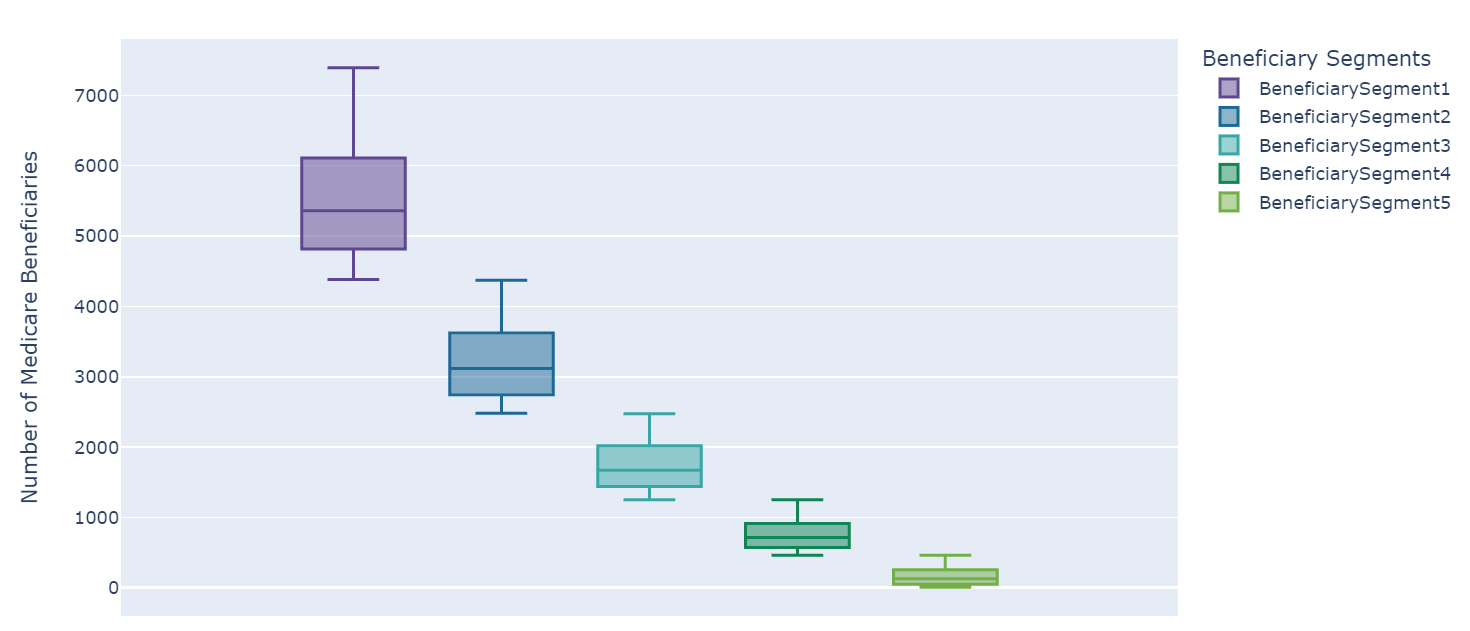 Number of Medicare Beneficiaries
7000
6000
5000
4000
3000
2000
1000
0
Beneficiary Segments
BeneficiarySegment1
BeneficiarySegment2
BeneficiarySegment3
BeneficiarySegment4
BeneficiarySegment5